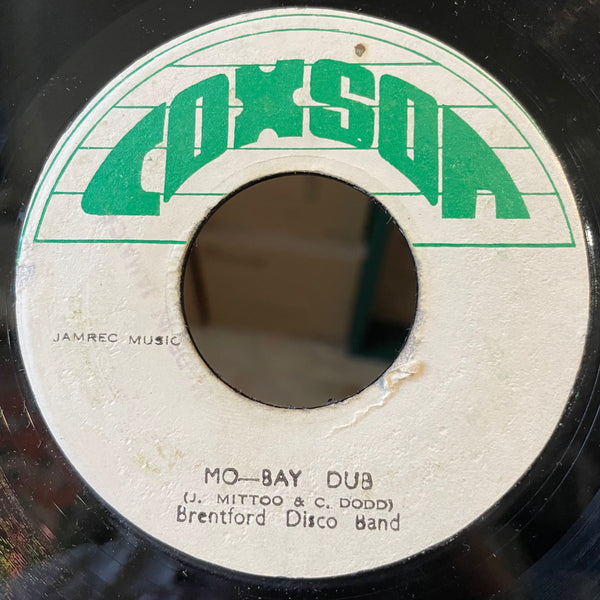 COXSON
JAMREC MUSIC
MO-BAY DUB
(J. MITTOO & C. DODD)
Brentford Disco Band